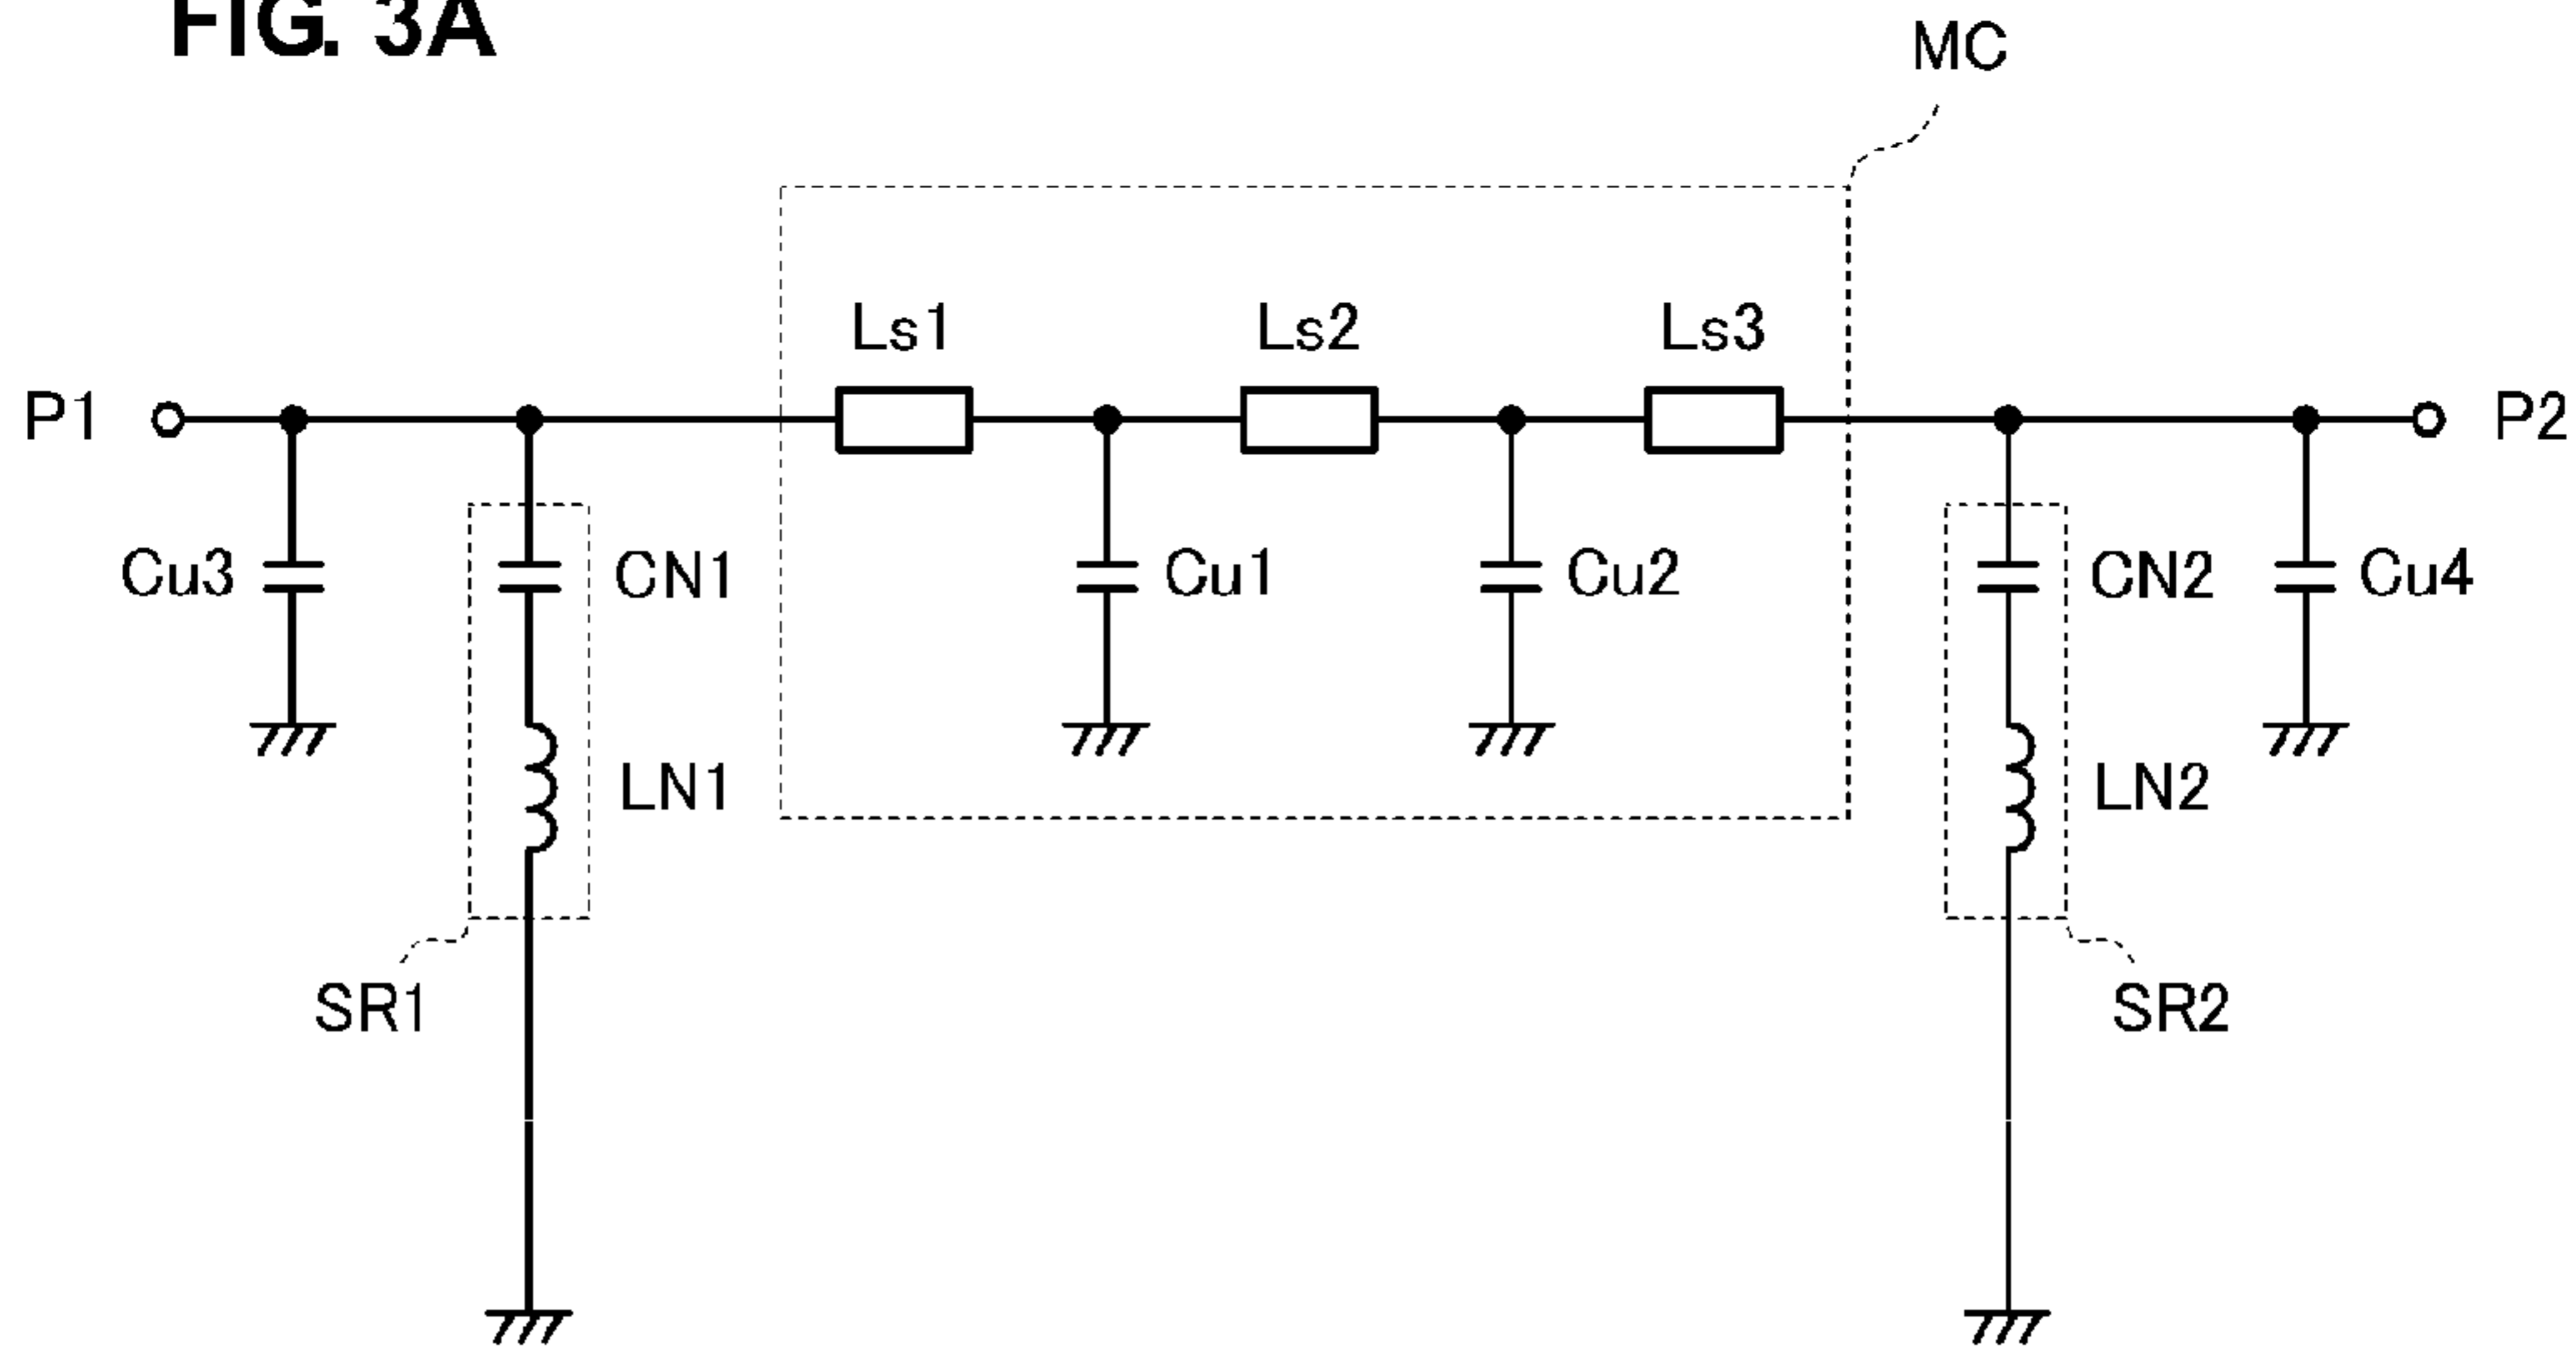 FIG. 3A
MC
Ls1 Ls2 Ls3
P1 P2
Cu3 CN1 Cu1 Cu2 CN2 Cu4
LN1 LN2
SR1 SR2